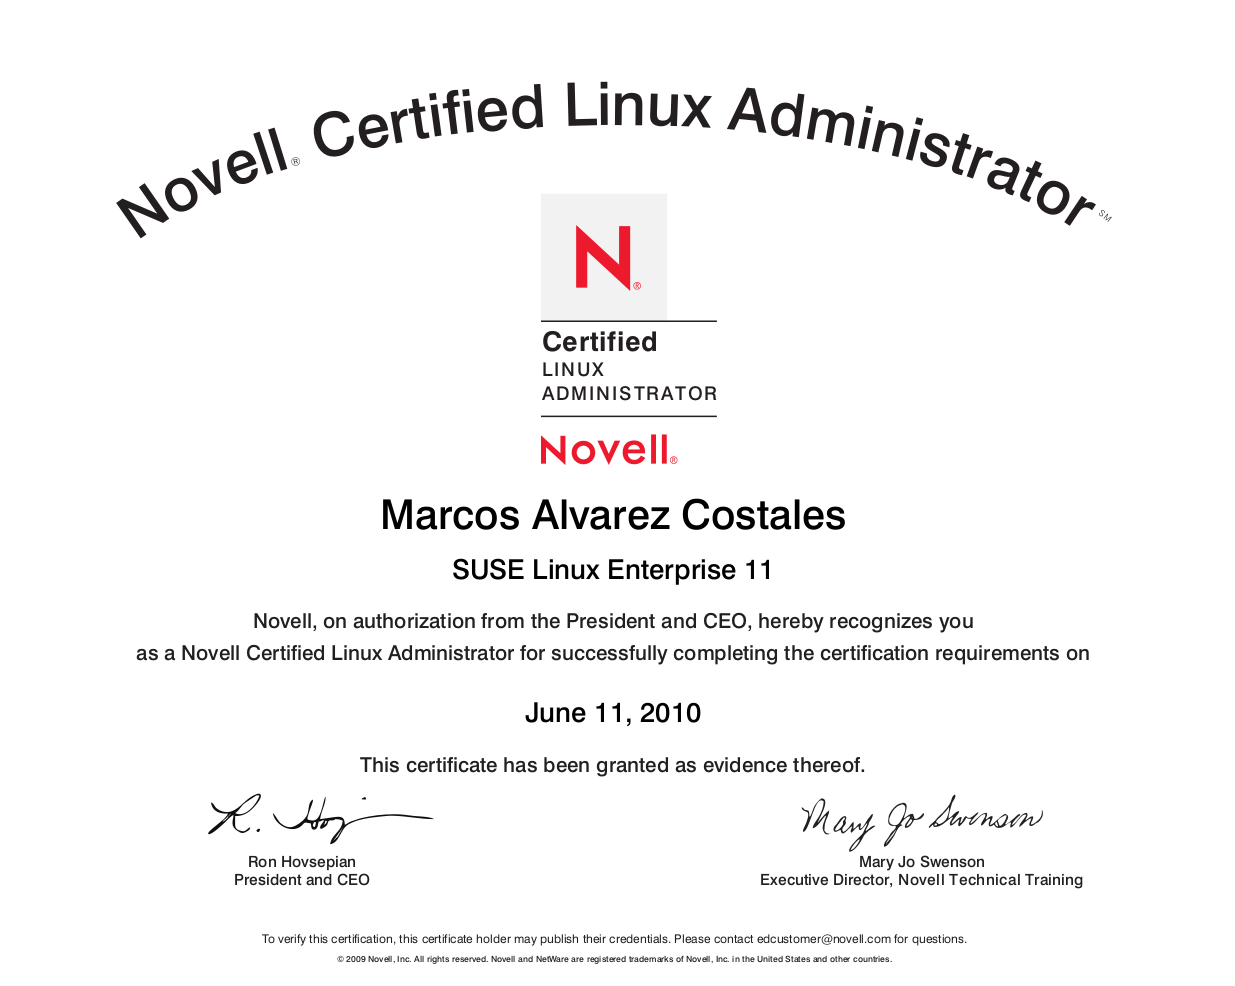 Novell® Certified Linux Administrator℠
N®
Certified
LINUX
ADMINISTRATOR
Novell®
Marcos Alvarez Costales
SUSE Linux Enterprise 11
Novell, on authorization from the President and CEO, hereby recognizes you
as a Novell Certified Linux Administrator for successfully completing the certification requirements on
June 11, 2010
This certificate has been granted as evidence thereof.
R. Hovsepian
Mary Jo Swenson
Ron Hovsepian
President and CEO
Mary Jo Swenson
Executive Director, Novell Technical Training
To verify this certification, this certificate holder may publish their credentials. Please contact edcustomer@novell.com for questions.
© 2009 Novell, Inc. All rights reserved. Novell and NetWare are registered trademarks of Novell, Inc. in the United States and other countries.